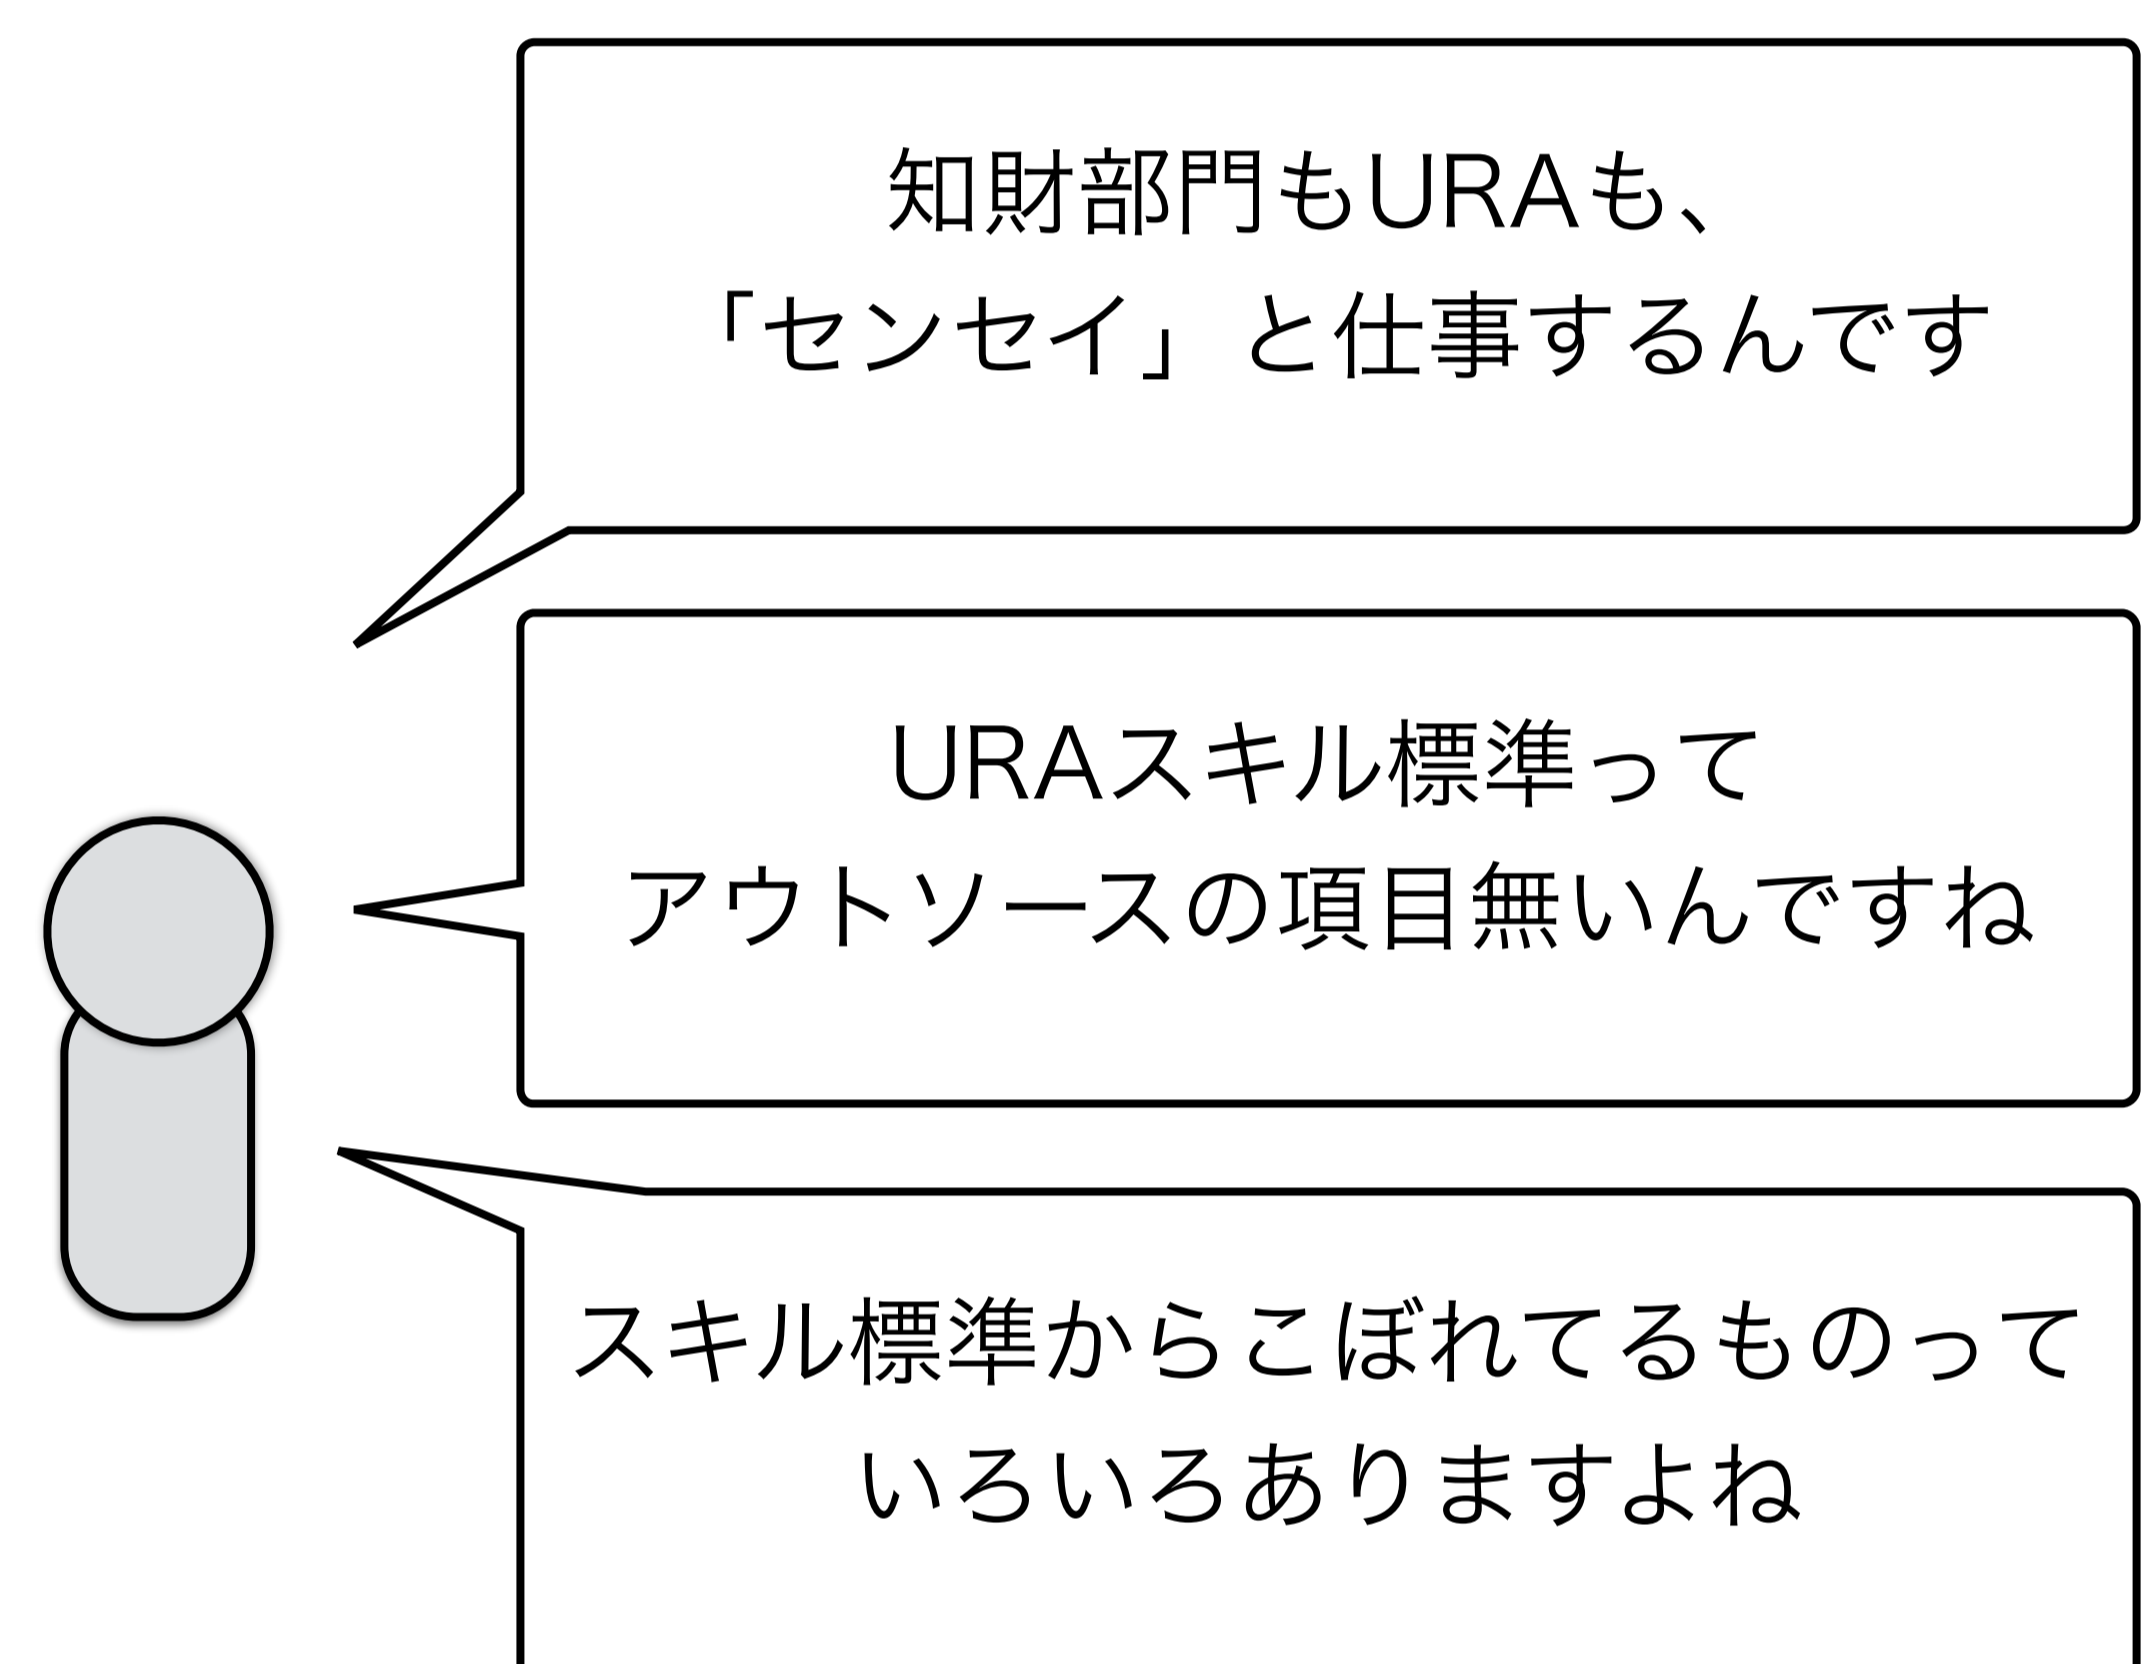 知財部門もURAも、
「センセイ」と仕事するんです
URAスキル標準って
アウトソースの項目無いんですね
スキル標準からこぼれてるものって
いろいろありますよね